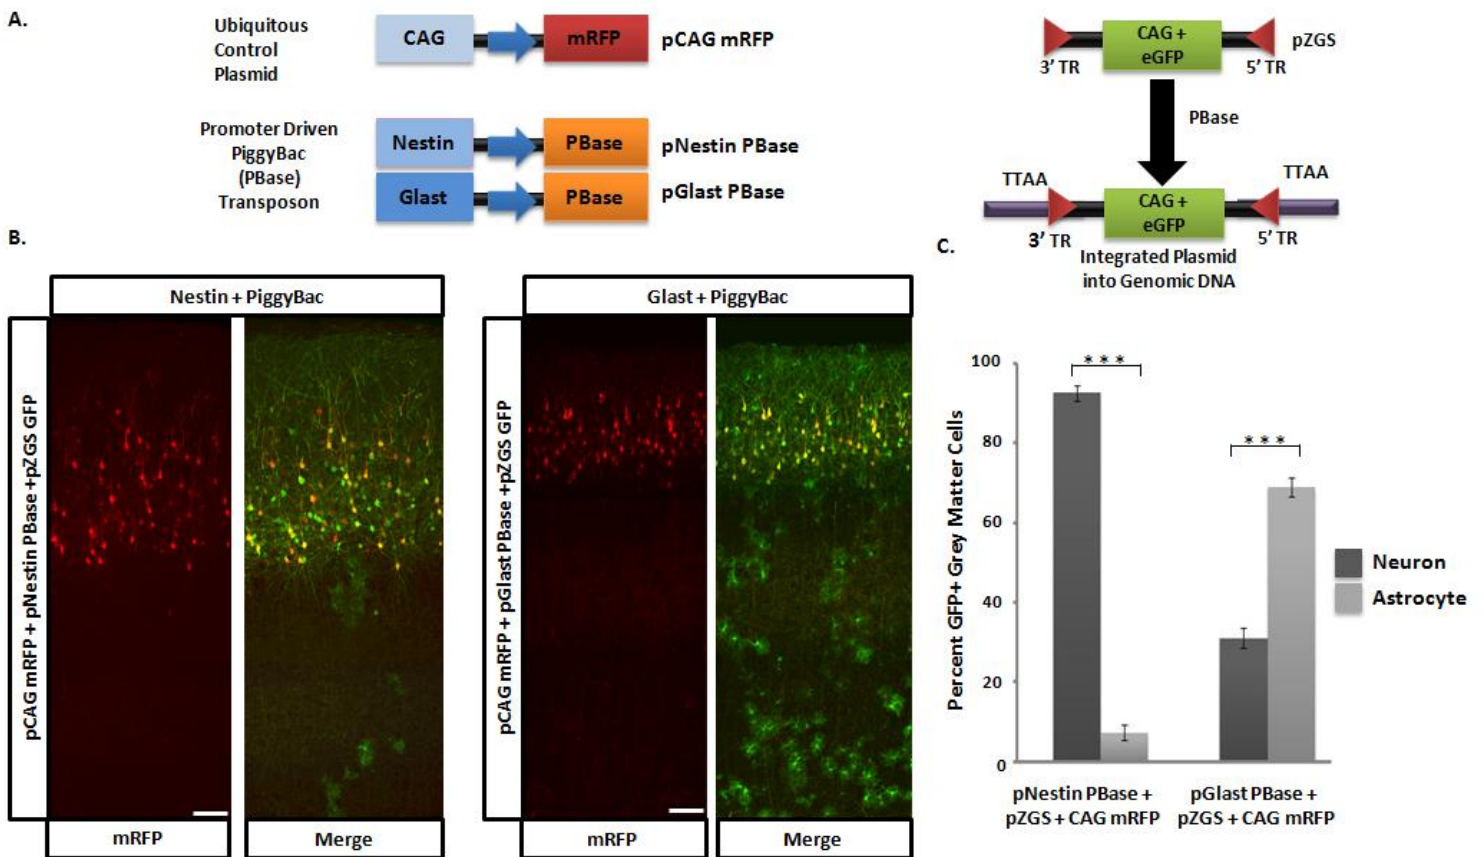 A.
Ubiquitous
Control
Plasmid
CAG
mRFP
pCAG mRFP
Promoter Driven
PiggyBac
(PBase)
Transposon
Nestin
PBase
pNestin PBase
Glast
PBase
pGlast PBase
CAG +
eGFP
pZGS
3' TR
5' TR
PBase
TTAA
TTAA
CAG +
eGFP
3' TR
5' TR
Integrated Plasmid
into Genomic DNA
B.
Nestin + PiggyBac
pCAG mRFP + pNestin PBase +pZGS GFP
mRFP
Merge
Glast + PiggyBac
pCAG mRFP + pGlast PBase +pZGS GFP
mRFP
Merge
C.
Percent GFP+ Grey Matter Cells
100
80
60
40
20
0
* * *
* * *
Neuron
Astrocyte
pNestin PBase +
pZGS + CAG mRFP
pGlast PBase +
pZGS + CAG mRFP